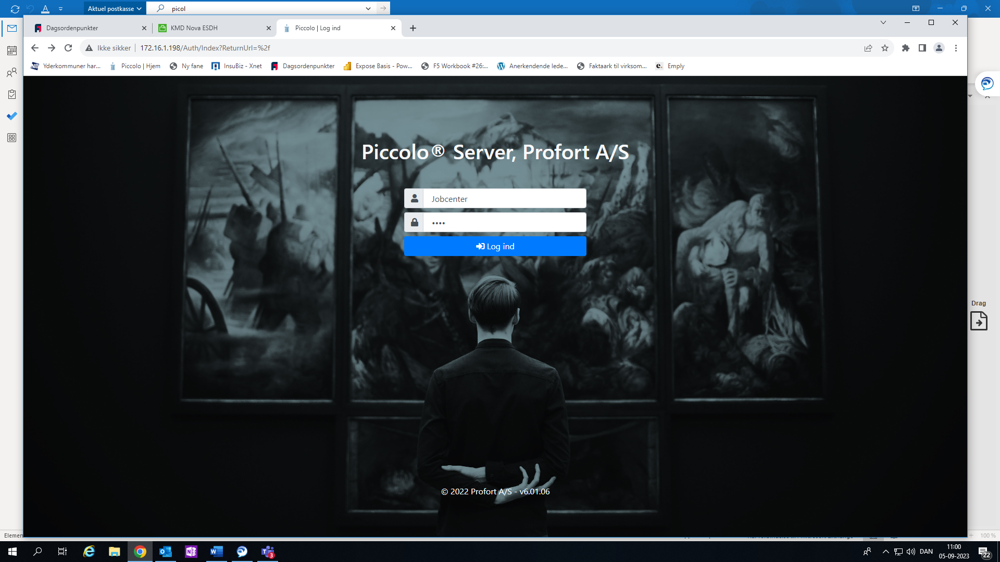 Aktuel postkasse
picol
Dagsordenpunkter
KMD Nova ESDH
Piccolo | Log ind
Ikke sikker
172.16.1.198/Auth/Index?ReturnUrl=%2f
Yderkommuner har...
Piccolo | Hjem
Ny fane
InsuBiz - Xnet
Dagsordenpunkter
Expose Basis - Pow...
F5 Workbook #26:...
Anerkendende lede...
Faktaark til virksom...
Emply
Piccolo® Server, Profort A/S
Jobcenter
••••
Log ind
Drag
© 2022 Profort A/S - v6.01.06
Elemen
100 %
DAN
11:00
05-09-2023
3
22